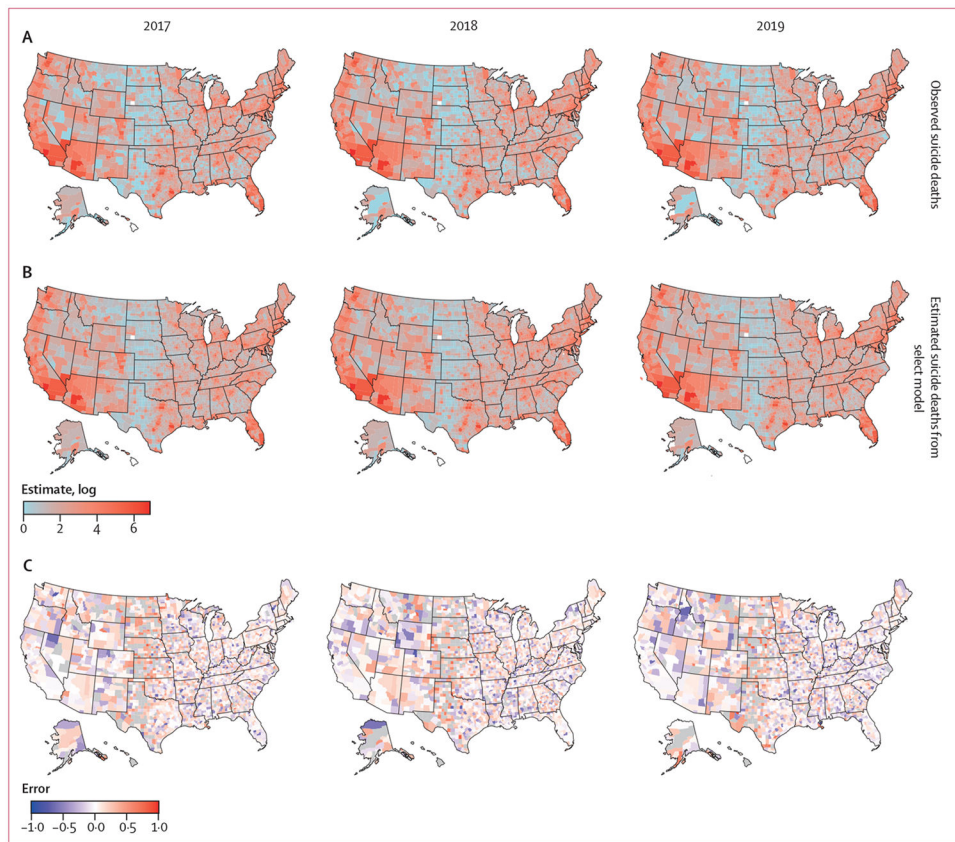 2017
2018
2019
A
Observed suicide deaths
B
Estimated suicide deaths from
select model
Estimate, log
0
2
4
6
C
Error
–1·0
–0·5
0·0
0·5
1·0